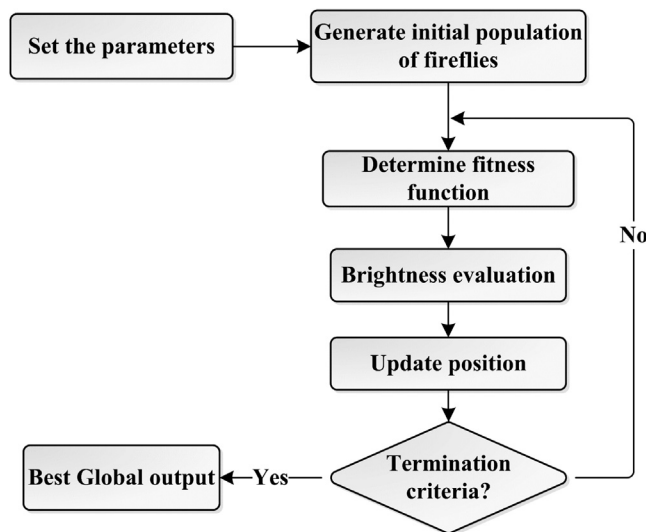 Set the parameters
Generate initial population
of fireflies
Determine fitness
function
No
Brightness evaluation
Update position
Termination
criteria?
Yes
Best Global output